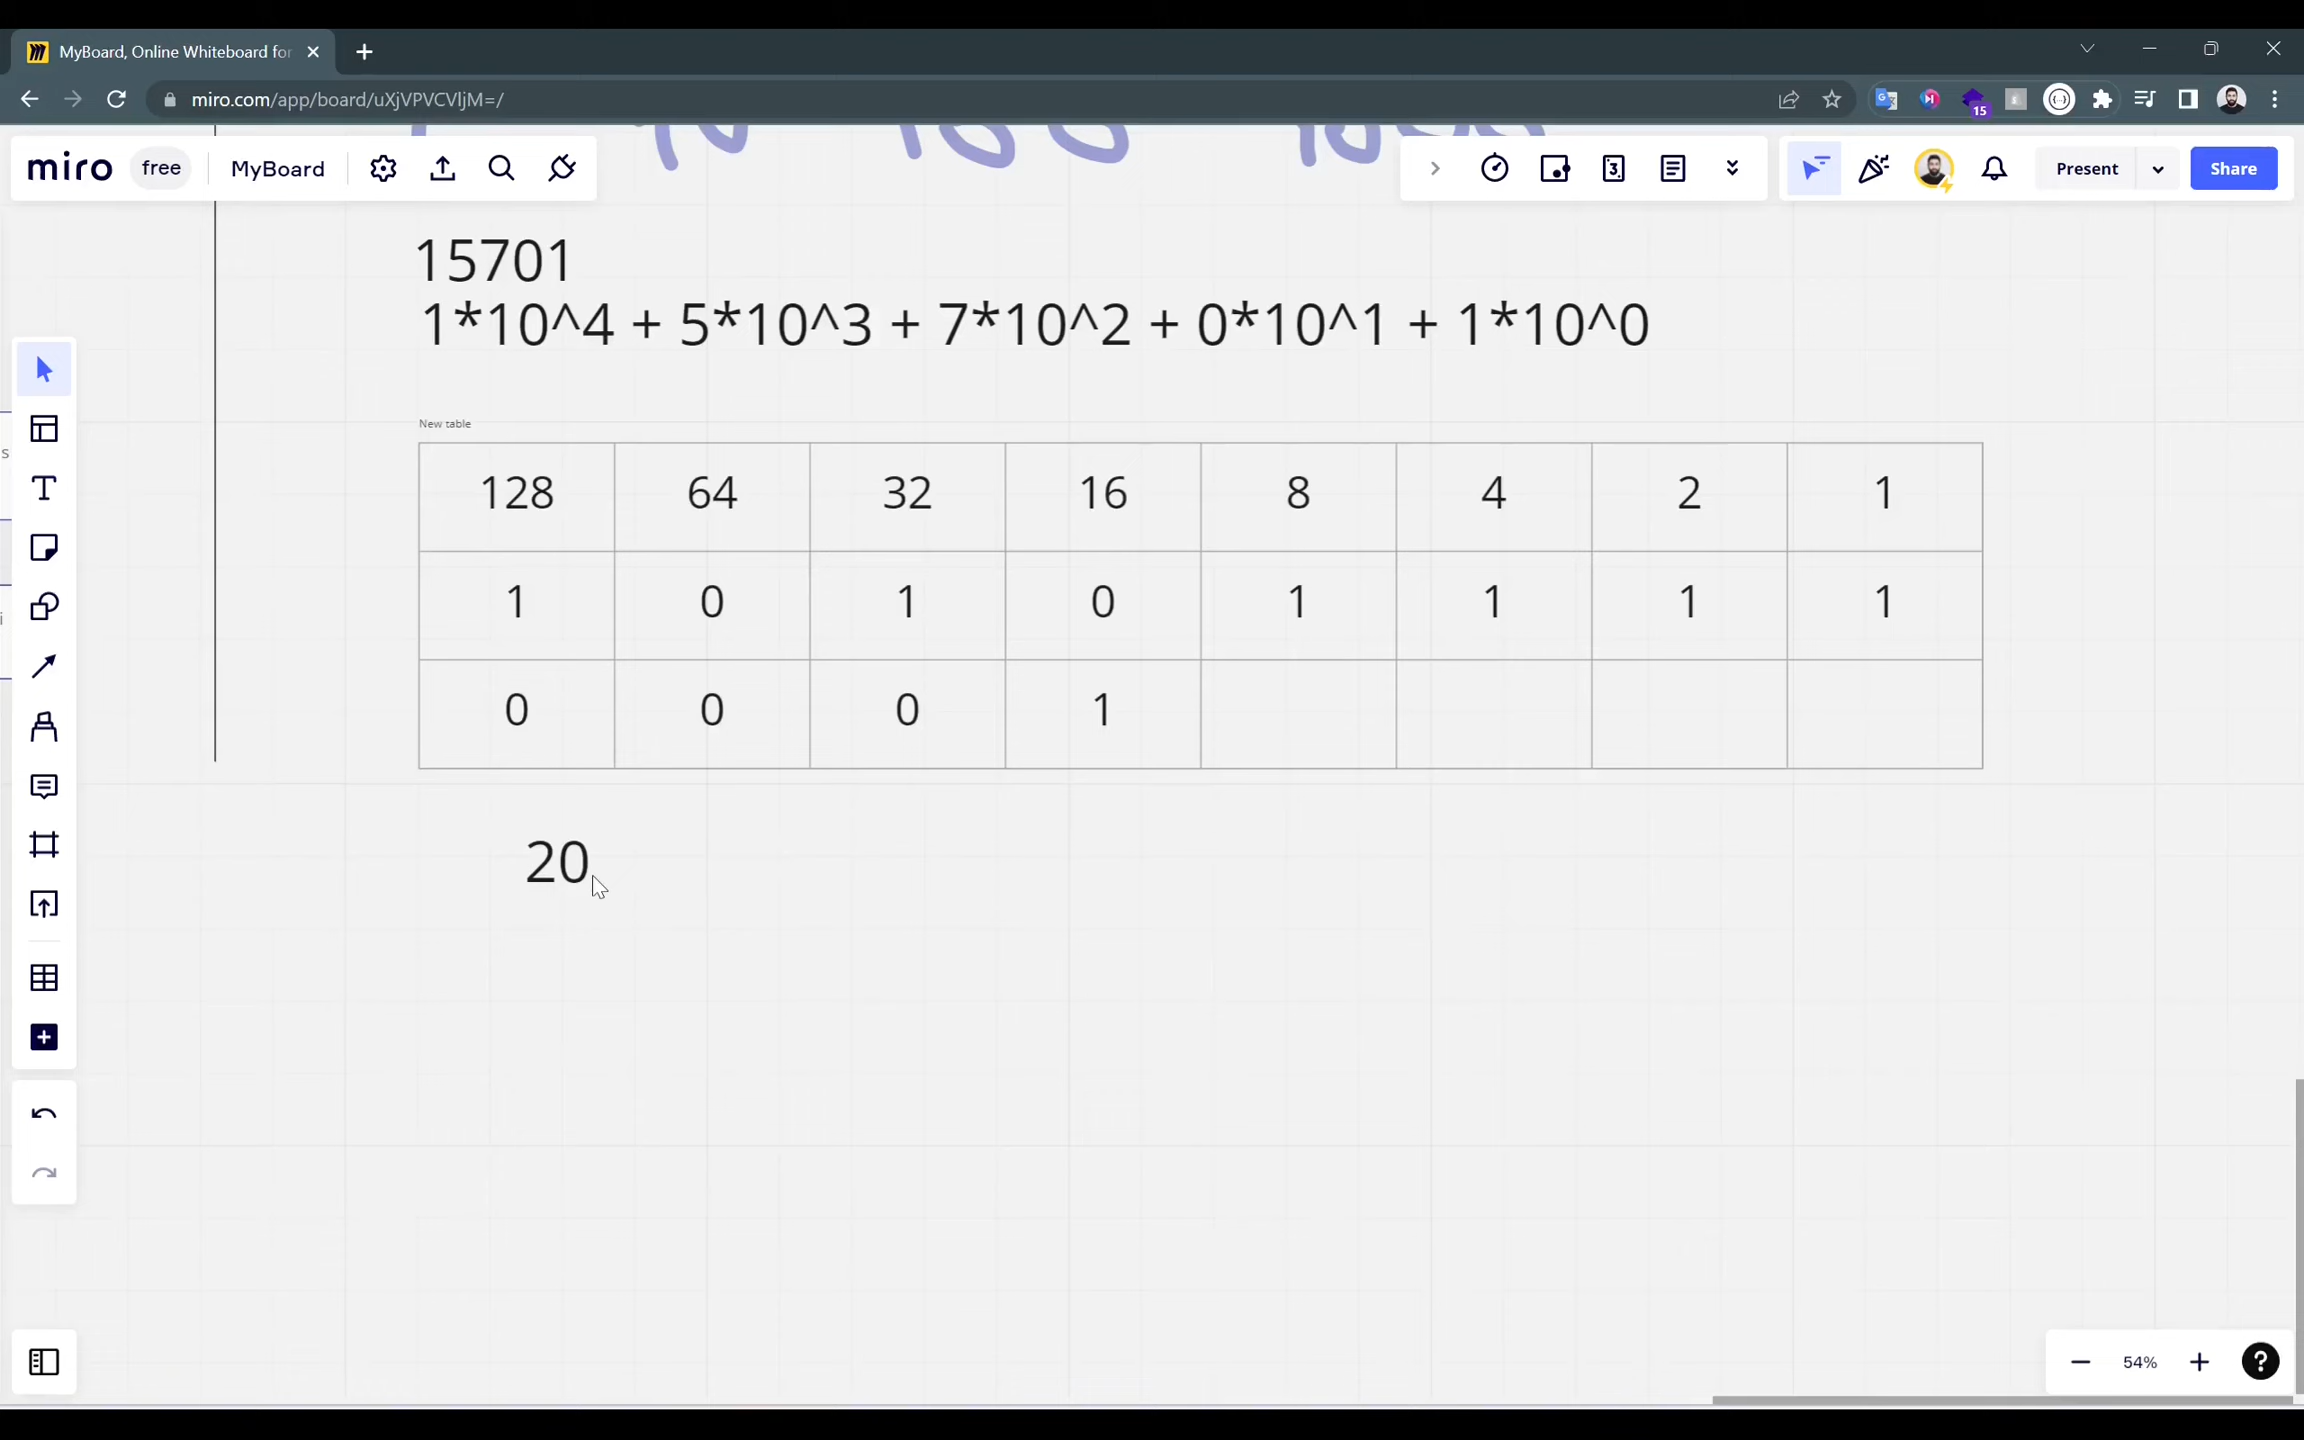 MyBoard, Online Whiteboard for
miro.com/app/board/uXjVPVCVljM=/
15
miro free MyBoard
3
Present
Share
15701
1*10^4 + 5*10^3 + 7*10^2 + 0*10^1 + 1*10^0
New table
128 64 32 16 8 4 2 1
1 0 1 0 1 1 1 1
0 0 0 1
20
s
i
54%